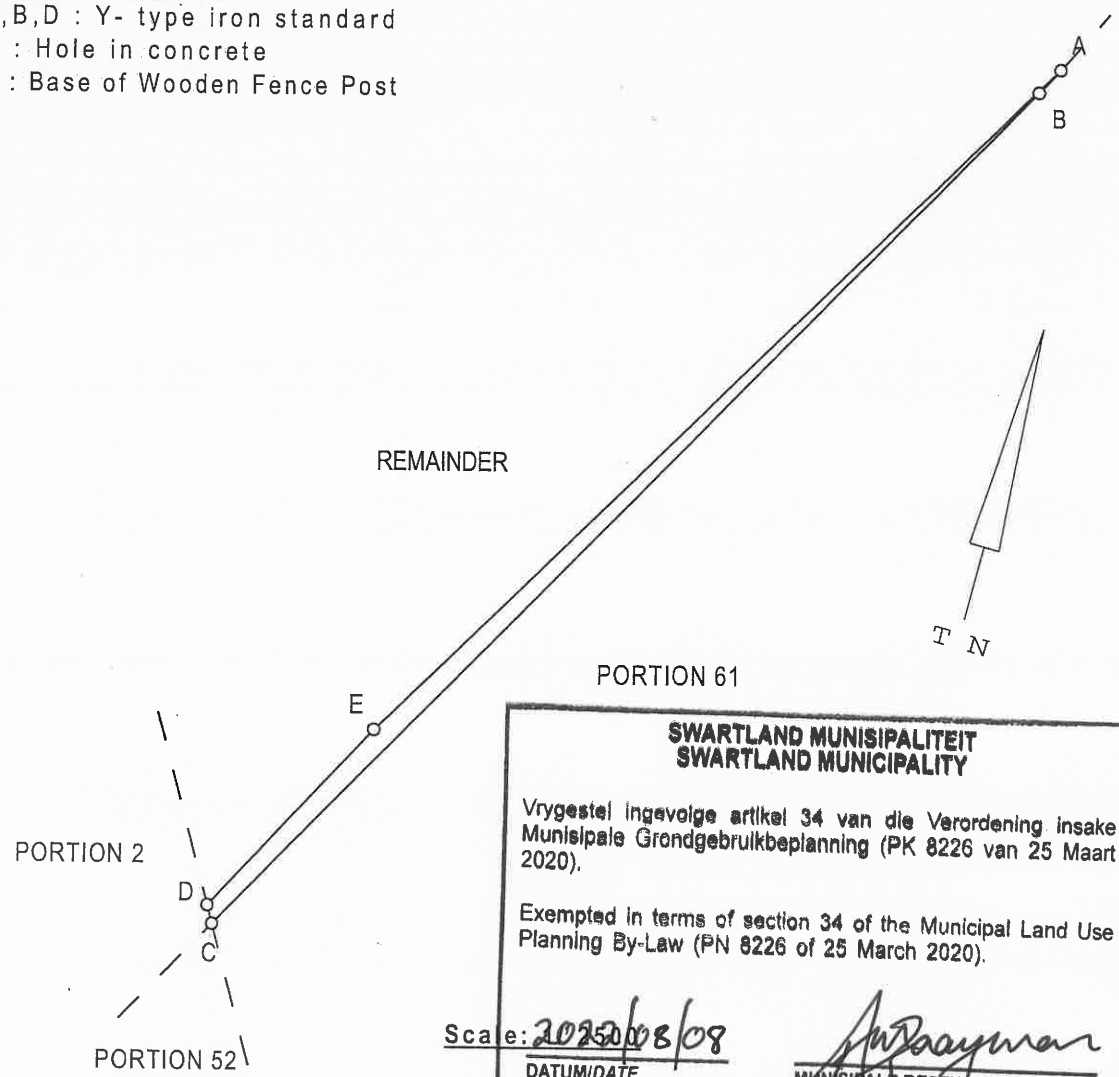 ,B,D : Y- type iron standard
: Hole in concrete
: Base of Wooden Fence Post
A
B
REMAINDER
T N
PORTION 61
E
SWARTLAND MUNISIPALITEIT
SWARTLAND MUNICIPALITY
Vrygestel ingevolge artikel 34 van die Verordening insake
Munisipale Grondgebruikbeplanning (PK 8226 van 25 Maart
2020).
PORTION 2
D
C
Exempted in terms of section 34 of the Municipal Land Use
Planning By-Law (PN 8226 of 25 March 2020).
Scale: 2022/08/08
DATUM/DATE
PORTION 52